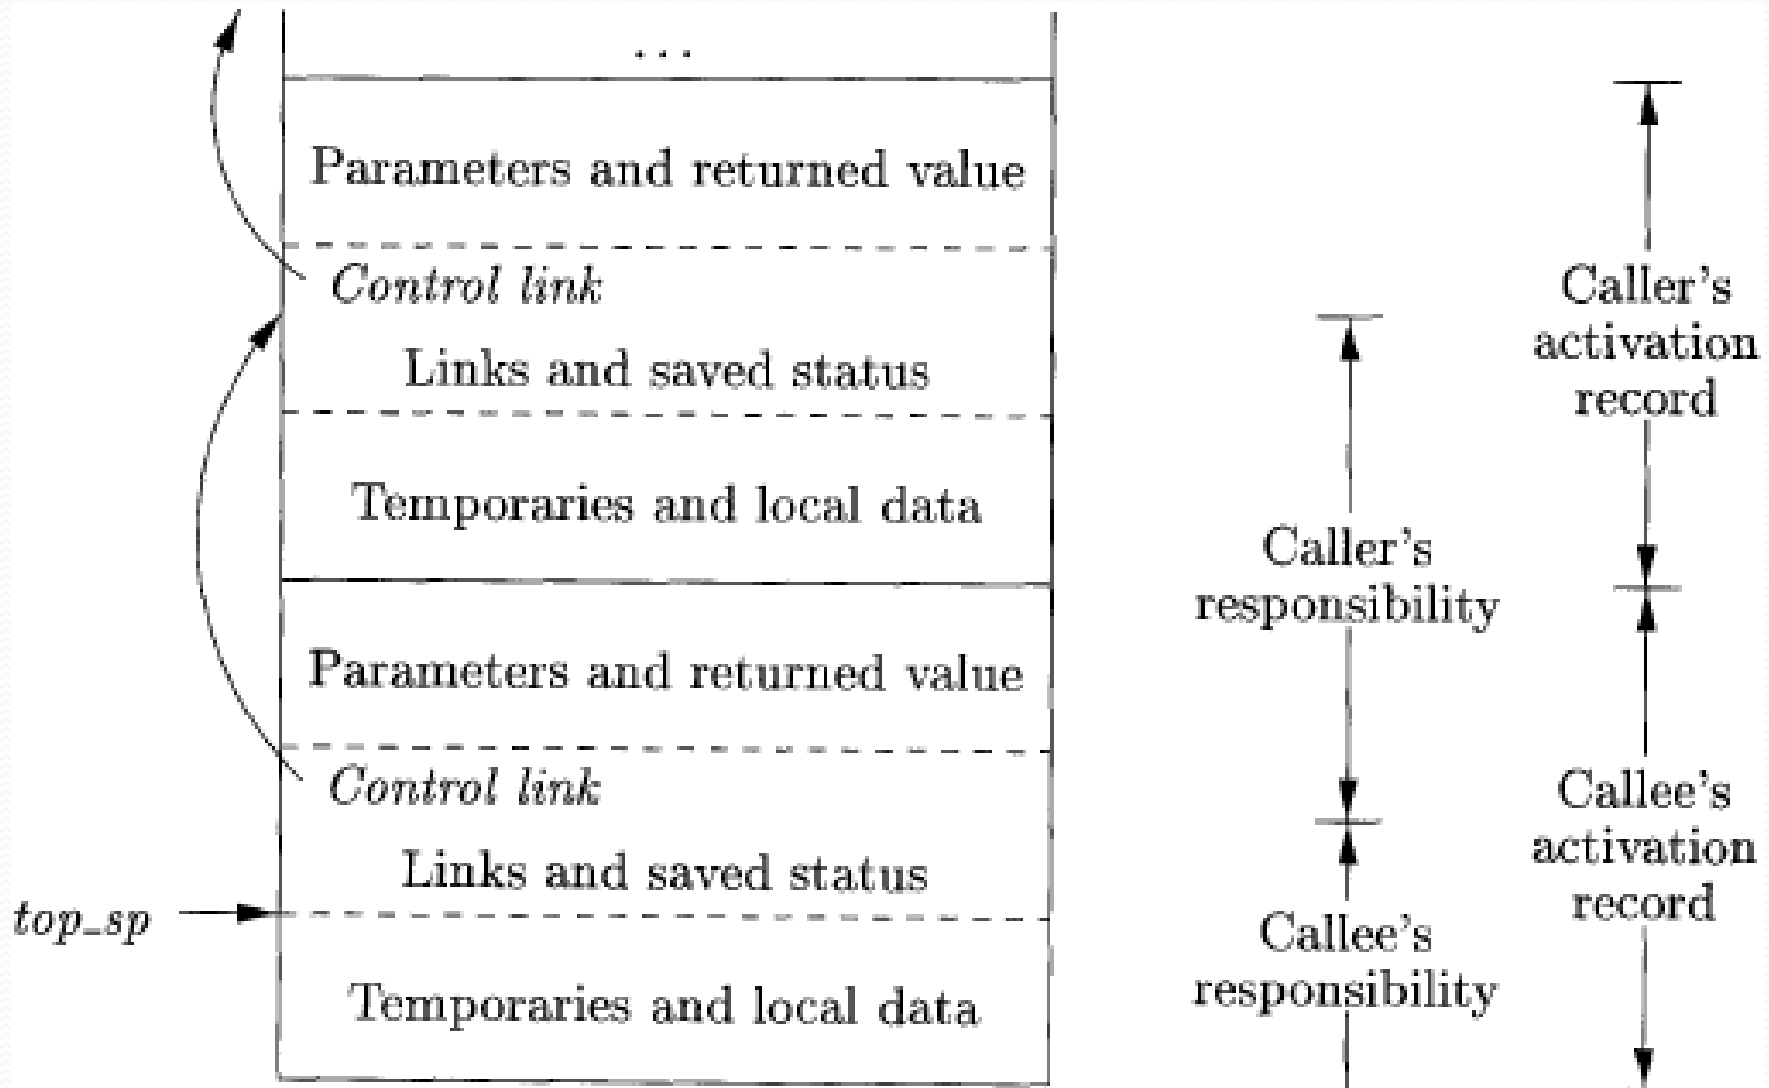 ...
Parameters and returned value
Control link
Links and saved status
Temporaries and local data
Parameters and returned value
Control link
Links and saved status
top_sp
Temporaries and local data
Caller's
responsibility
Callee's
responsibility
Caller's
activation
record
Callee's
activation
record